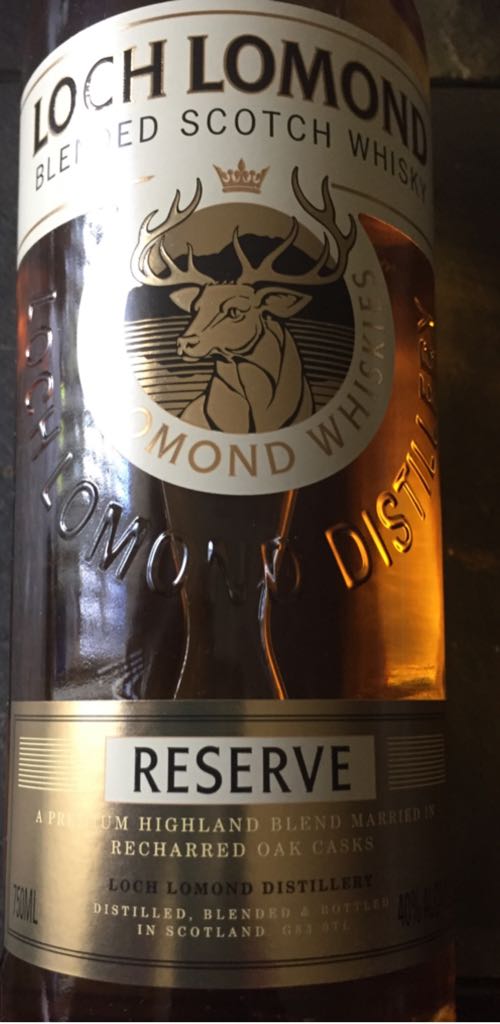 LOCH LOMOND
BLENDED SCOTCH WHISKY
LOMOND WHISKIES
LOCH LOMOND DISTILLERY
RESERVE
A PREMIUM HIGHLAND BLEND MARRIED IN
RECHARRED OAK CASKS
LOCH LOMOND DISTILLERY
750ML
DISTILLED, BLENDED & BOTTLED
IN SCOTLAND. G83 0TL
40%